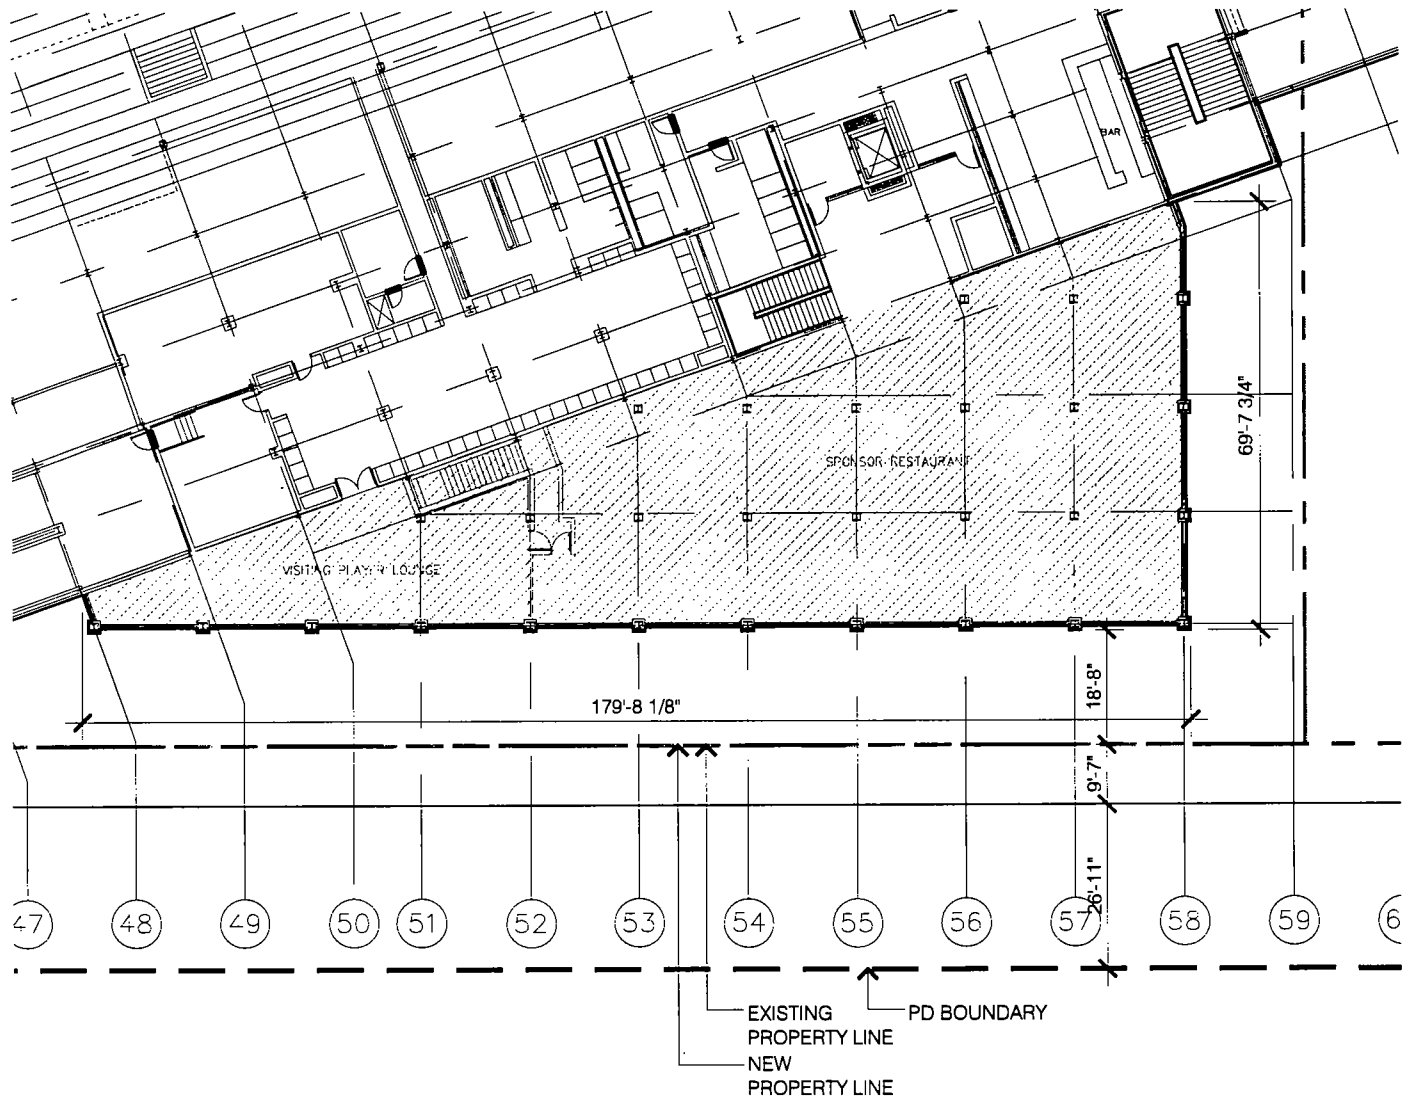 BAR
69'-7 3/4"
SPONSOR RESTAURANT
VISITING PLAYER LOUNGE
179'-8 1/8"
18'-8"
9'-7"
26'-11"
47 48 49 50 51 52 53 54 55 56 57 58 59 6
EXISTING
PROPERTY LINE
PD BOUNDARY
NEW
PROPERTY LINE